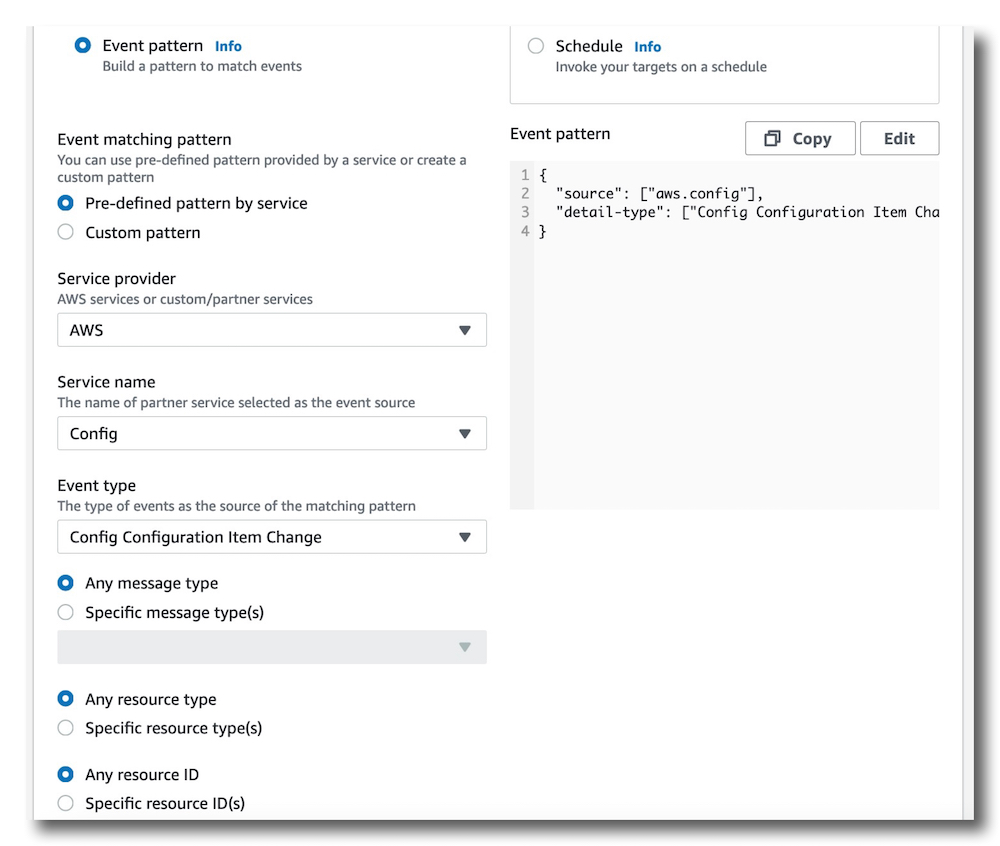 Event pattern Info
Build a pattern to match events
Schedule Info
Invoke your targets on a schedule
Event matching pattern
You can use pre-defined pattern provided by a service or create a
custom pattern
Pre-defined pattern by service
Custom pattern
Service provider
AWS services or custom/partner services
AWS
Service name
The name of partner service selected as the event source
Config
Event type
The type of events as the source of the matching pattern
Config Configuration Item Change
Any message type
Specific message type(s)
Any resource type
Specific resource type(s)
Any resource ID
Specific resource ID(s)
Event pattern
Copy
Edit
1 {
2 "source": ["aws.config"],
3 "detail-type": ["Config Configuration Item Cha
4 }